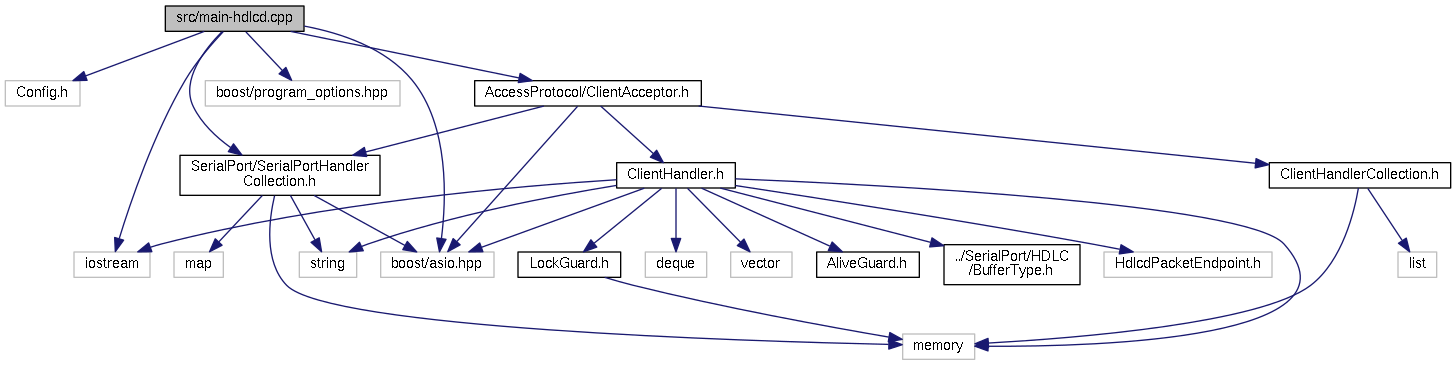 src/main-hdlcd.cpp
Config.h
boost/program_options.hpp
AccessProtocol/ClientAcceptor.h
SerialPort/SerialPortHandler
Collection.h
ClientHandler.h
ClientHandlerCollection.h
iostream
map
string
boost/asio.hpp
LockGuard.h
deque
vector
AliveGuard.h
../SerialPort/HDLC
/BufferType.h
HdlcdPacketEndpoint.h
list
memory